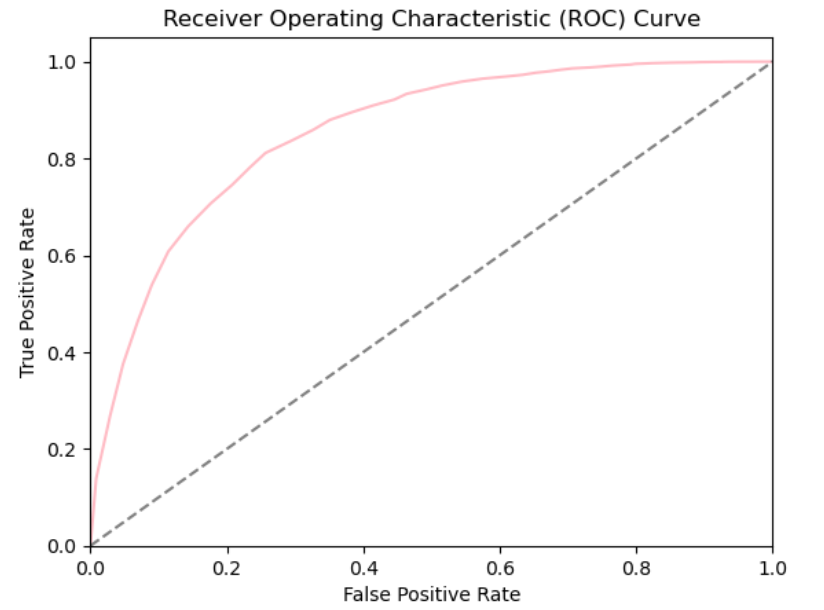 Receiver Operating Characteristic (ROC) Curve
1.0
0.8
0.6
0.4
0.2
0.0
True Positive Rate
0.0 0.2 0.4 0.6 0.8 1.0
False Positive Rate